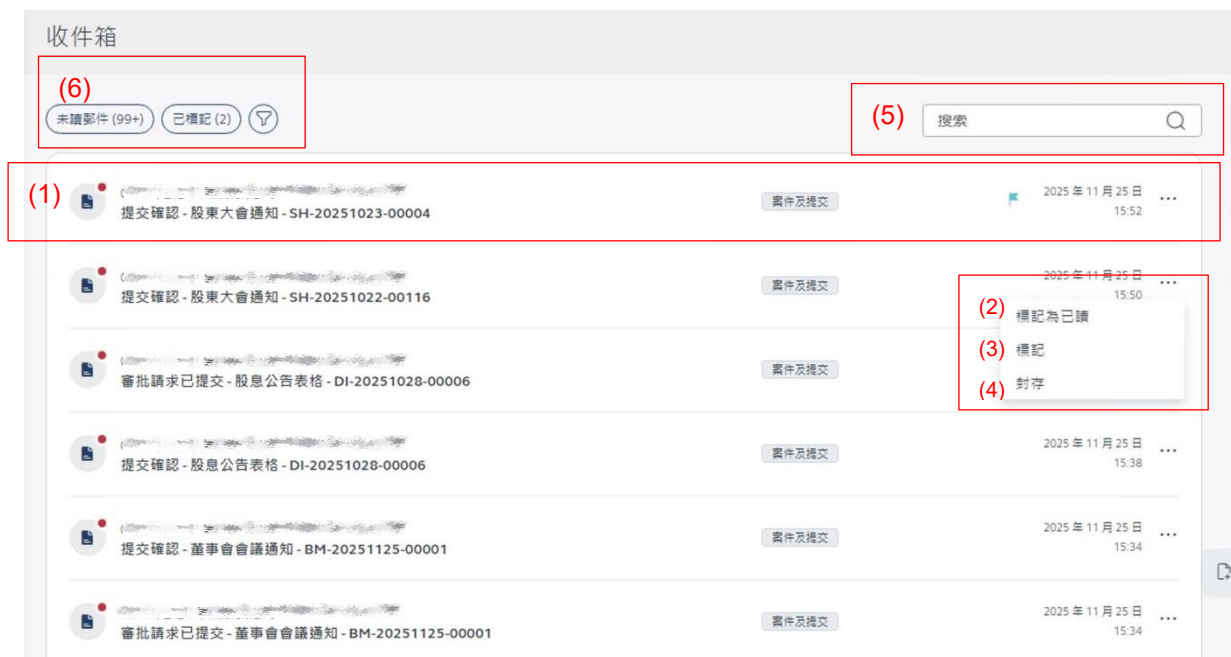 收件箱
(6)
未讀郵件 (99+)
已標記 (2)
(5)
搜索
(1)
提交確認 - 股東大會通知 - SH-20251023-00004
案件及提交
2025 年 11 月 25 日
15:52
提交確認 - 股東大會通知 - SH-20251022-00116
案件及提交
2025 年 11 月 25 日
15:50
(2) 標記為已讀
(3) 標記
(4) 封存
審批請求已提交 - 股息公告表格 - DI-20251028-00006
案件及提交
提交確認 - 股息公告表格 - DI-20251028-00006
案件及提交
2025 年 11 月 25 日
15:38
提交確認 - 董事會會議通知 - BM-20251125-00001
案件及提交
2025 年 11 月 25 日
15:34
審批請求已提交 - 董事會會議通知 - BM-20251125-00001
案件及提交
2025 年 11 月 25 日
15:34